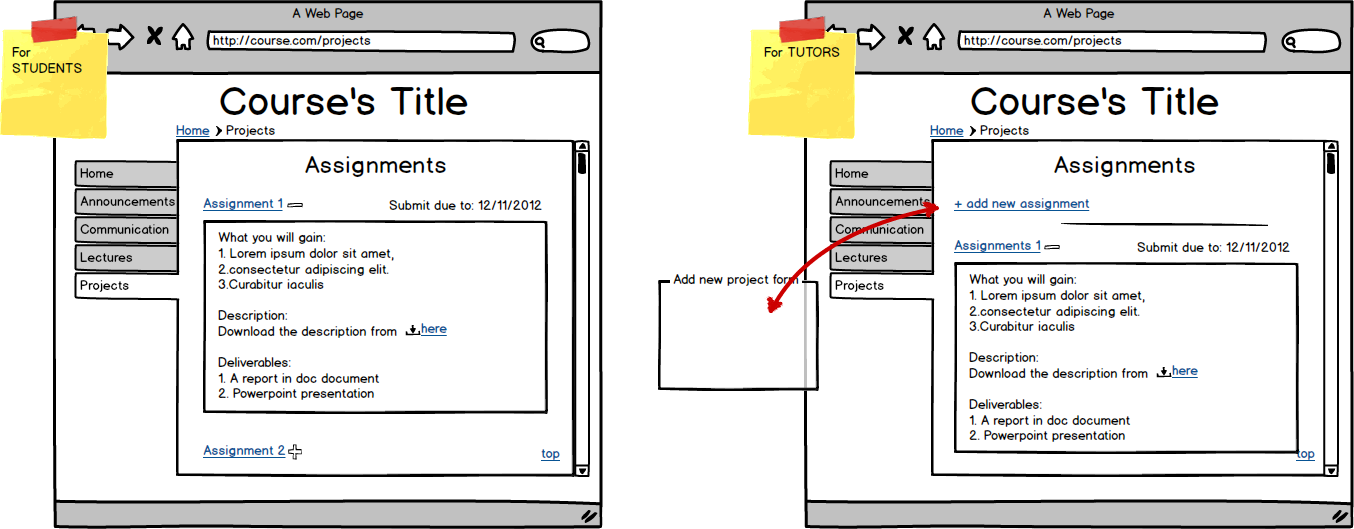 A Web Page
For
STUDENTS
http://course.com/projects
Course's Title
Home > Projects
Assignments
Home
Announcements
Communication
Lectures
Projects
Assignment 1
Submit due to: 12/11/2012
What you will gain:
1. Lorem ipsum dolor sit amet,
2.consectetur adipiscing elit.
3.Curabitur iaculis
Description:
Download the description from here
Deliverables:
1. A report in doc document
2. Powerpoint presentation
Assignment 2
top
A Web Page
For TUTORS
http://course.com/projects
Course's Title
Home > Projects
Assignments
Home
Announcements
Communication
Lectures
Projects
+ add new assignment
Add new project form
Assignments 1
Submit due to: 12/11/2012
What you will gain:
1. Lorem ipsum dolor sit amet,
2.consectetur adipiscing elit.
3.Curabitur iaculis
Description:
Download the description from here
Deliverables:
1. A report in doc document
2. Powerpoint presentation
top